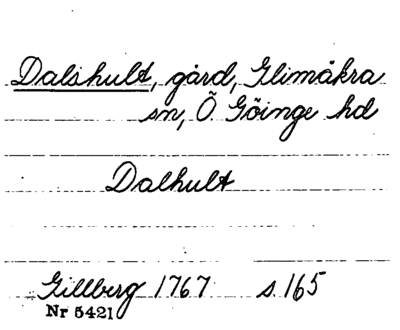 Dalshult, gård, Glimåkra
sn, Ö. Göinge hd
Dalhult
Gillberg 1767 s. 165
Nr 5421